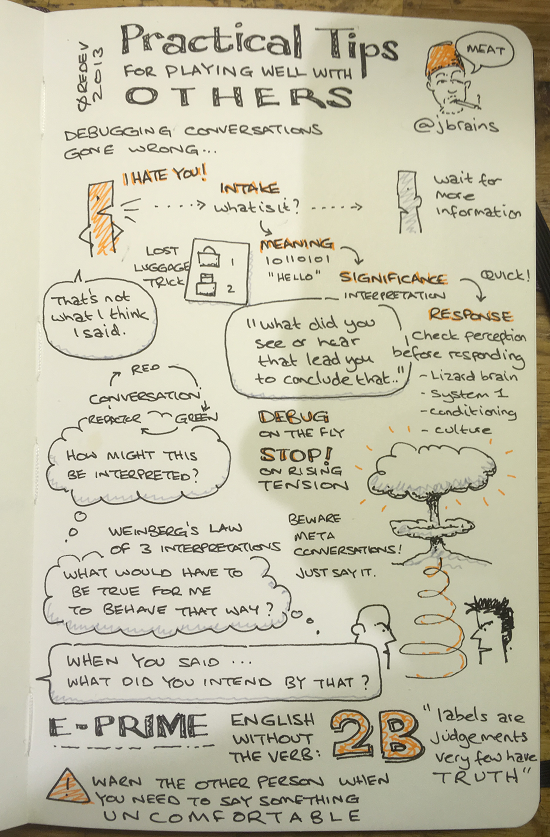 ØREDEV
2013
Practical Tips
FOR PLAYING WELL WITH
OTHERS
MEAT
@jbrains
DEBUGGING CONVERSATIONS
GONE WRONG...
I HATE YOU!
INTAKE
what is it?
wait for
more
information
LOST
LUGGAGE
TRICK
1
2
MEANING
10110101
"HELLO"
SIGNIFICANCE
INTERPRETATION
Quick!
RESPONSE
Check perception
before responding
- Lizard brain
- System 1
- conditioning
- culture
That's not
what I think
I said.
"What did you
see or hear
that lead you
to conclude that.."
RED
CONVERSATION
REFACTOR
GREEN
HOW MIGHT THIS
BE INTERPRETED?
DEBUG
ON THE FLY
STOP!
ON RISING
TENSION
WEINBERG'S LAW
OF 3 INTERPRETATIONS
BEWARE
META
CONVERSATIONS!
JUST SAY IT.
WHAT WOULD HAVE TO
BE TRUE FOR ME
TO BEHAVE THAT WAY?
WHEN YOU SAID ...
WHAT DID YOU INTEND BY THAT?
E-PRIME
ENGLISH
WITHOUT
THE VERB:
2B
"labels are
judgements
very few have
TRUTH"
!
WARN THE OTHER PERSON WHEN
YOU NEED TO SAY SOMETHING
UNCOMFORTABLE